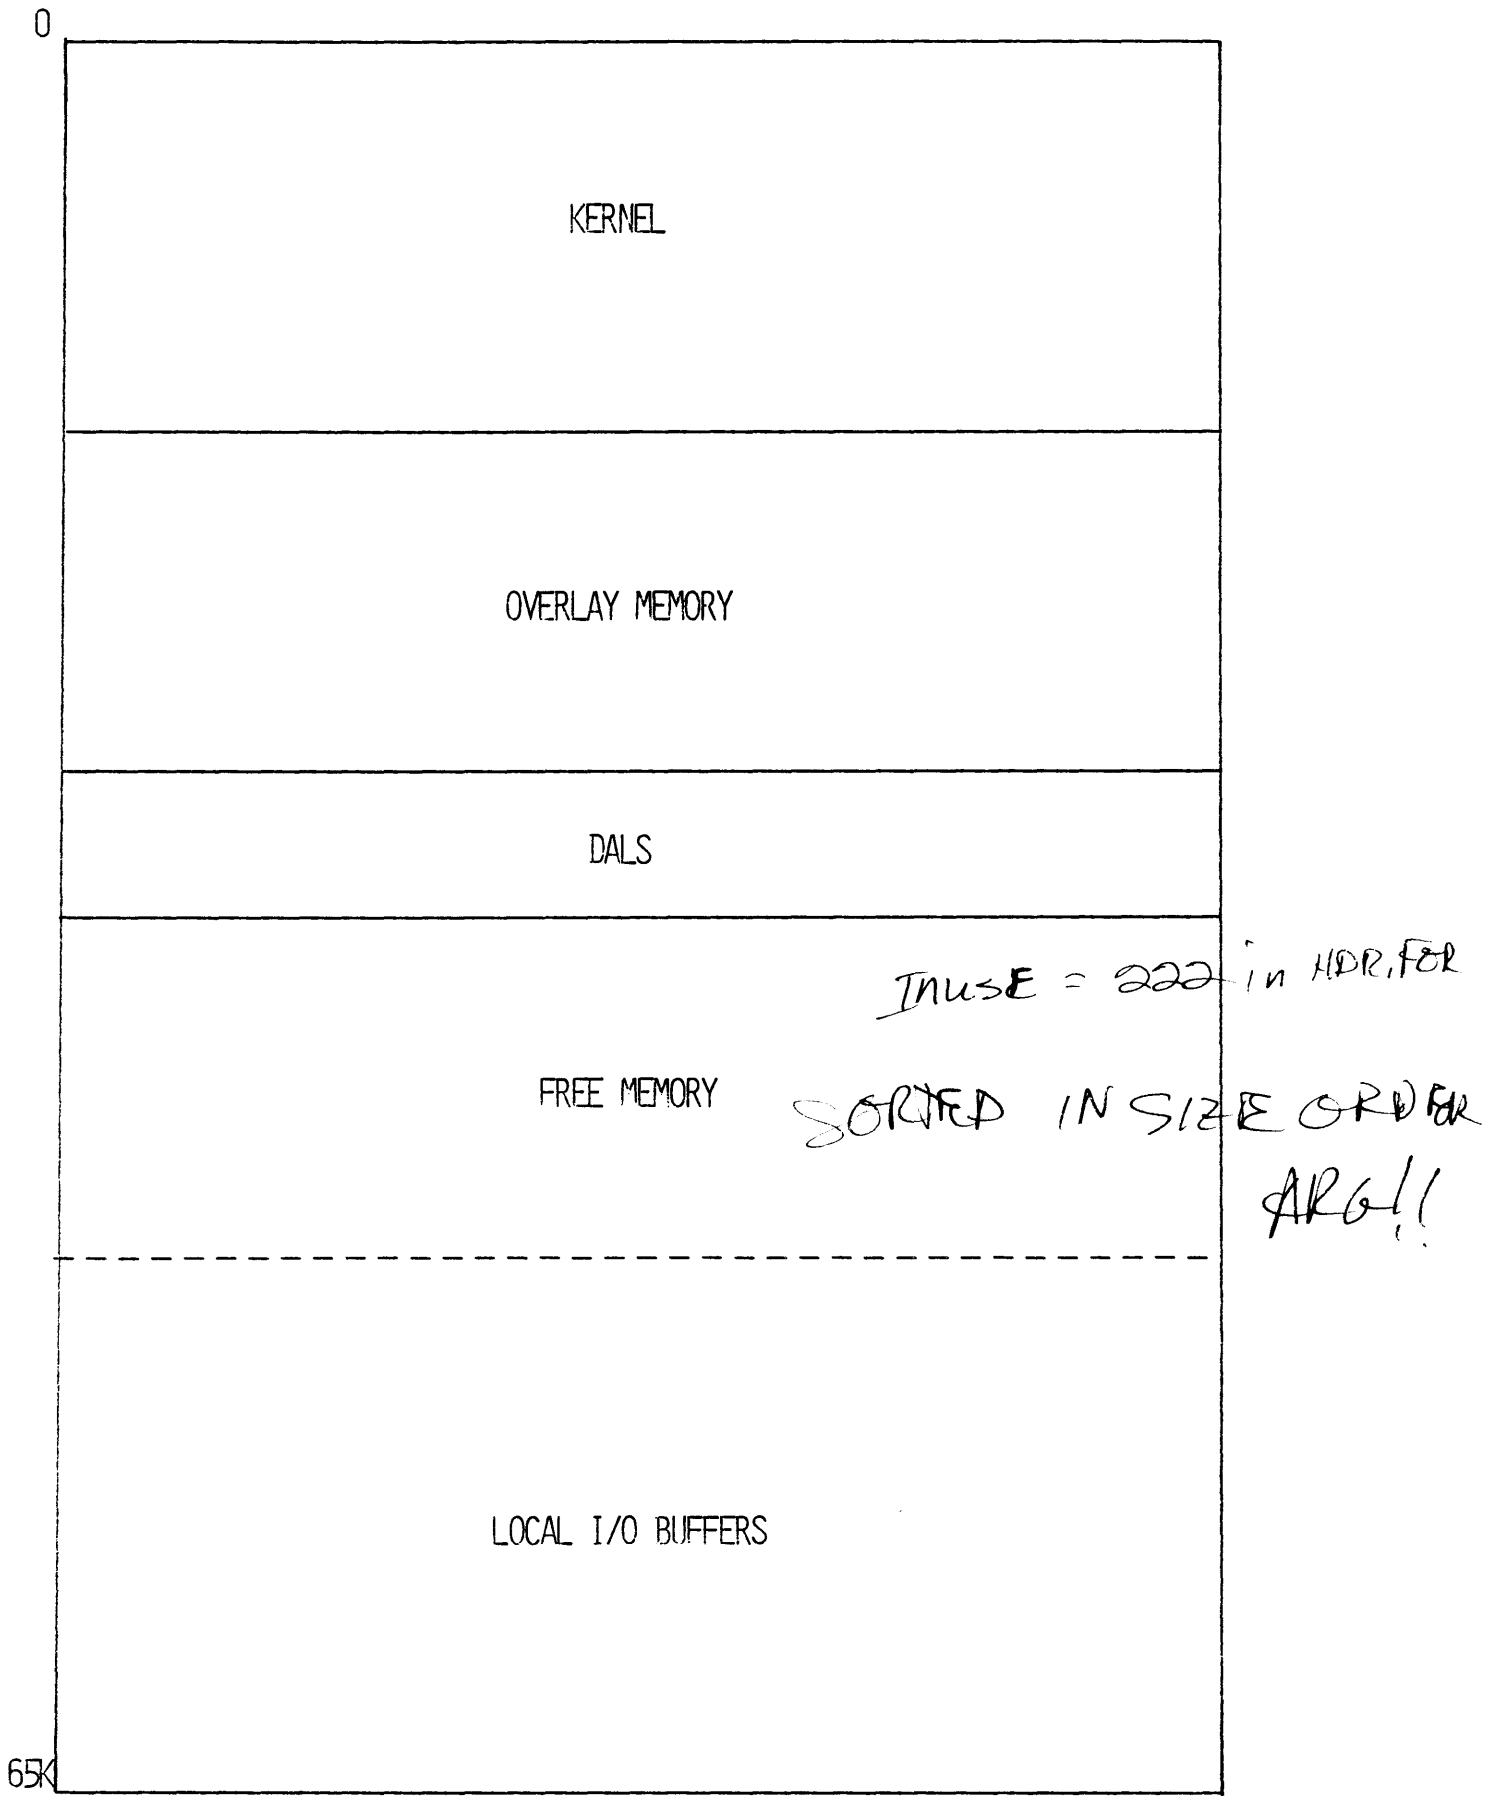 0
KERNEL
OVERLAY MEMORY
DALS
InUSE = 222 in HDR, FOR
FREE MEMORY
SORTED IN SIZE ORDER
ARG!!
LOCAL I/O BUFFERS
65K